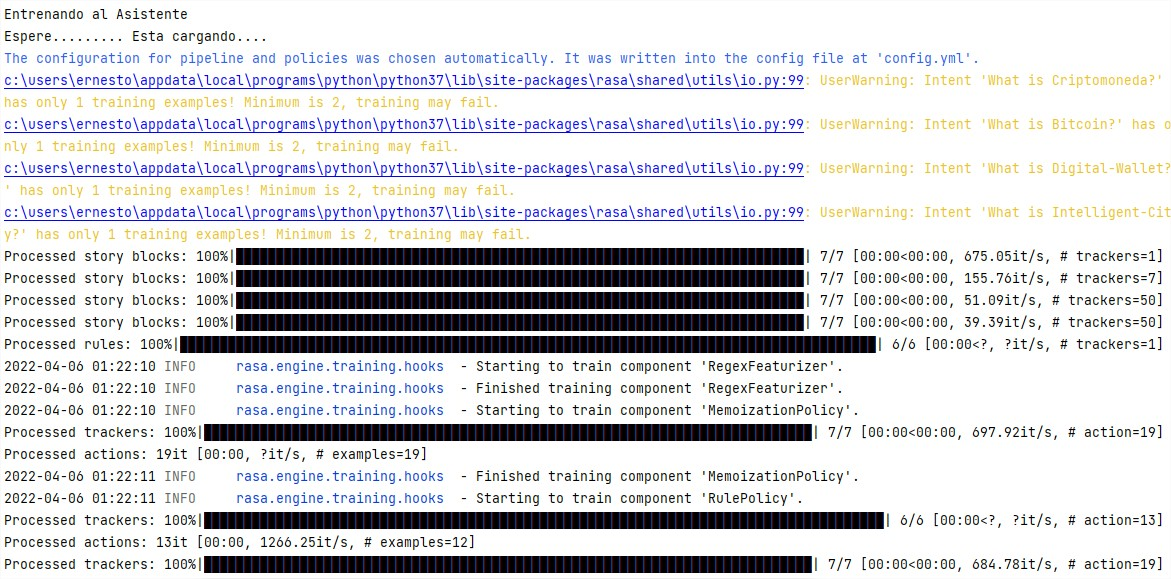 Entrenando al Asistente
Espere......... Esta cargando....
The configuration for pipeline and policies was chosen automatically. It was written into the config file at 'config.yml'.
c:\users\ernesto\appdata\local\programs\python\python37\lib\site-packages\rasa\shared\utils\io.py:99: UserWarning: Intent 'What is Criptomoneda?'
has only 1 training examples! Minimum is 2, training may fail.
c:\users\ernesto\appdata\local\programs\python\python37\lib\site-packages\rasa\shared\utils\io.py:99: UserWarning: Intent 'What is Bitcoin?' has o
nly 1 training examples! Minimum is 2, training may fail.
c:\users\ernesto\appdata\local\programs\python\python37\lib\site-packages\rasa\shared\utils\io.py:99: UserWarning: Intent 'What is Digital-Wallet?
' has only 1 training examples! Minimum is 2, training may fail.
c:\users\ernesto\appdata\local\programs\python\python37\lib\site-packages\rasa\shared\utils\io.py:99: UserWarning: Intent 'What is Intelligent-Cit
y?' has only 1 training examples! Minimum is 2, training may fail.
Processed story blocks: 100%|| 7/7 [00:00<00:00, 675.05it/s, # trackers=1]
Processed story blocks: 100%|| 7/7 [00:00<00:00, 155.76it/s, # trackers=7]
Processed story blocks: 100%|| 7/7 [00:00<00:00, 51.09it/s, # trackers=50]
Processed story blocks: 100%|| 7/7 [00:00<00:00, 39.39it/s, # trackers=50]
Processed rules: 100%|| 6/6 [00:00<?, ?it/s, # trackers=1]
2022-04-06 01:22:10 INFO     rasa.engine.training.hooks  - Starting to train component 'RegexFeaturizer'.
2022-04-06 01:22:10 INFO     rasa.engine.training.hooks  - Finished training component 'RegexFeaturizer'.
2022-04-06 01:22:10 INFO     rasa.engine.training.hooks  - Starting to train component 'MemoizationPolicy'.
Processed trackers: 100%|| 7/7 [00:00<00:00, 697.92it/s, # action=19]
Processed actions: 19it [00:00, ?it/s, # examples=19]
2022-04-06 01:22:11 INFO     rasa.engine.training.hooks  - Finished training component 'MemoizationPolicy'.
2022-04-06 01:22:11 INFO     rasa.engine.training.hooks  - Starting to train component 'RulePolicy'.
Processed trackers: 100%|| 6/6 [00:00<?, ?it/s, # action=13]
Processed actions: 13it [00:00, 1266.25it/s, # examples=12]
Processed trackers: 100%|| 7/7 [00:00<00:00, 684.78it/s, # action=19]